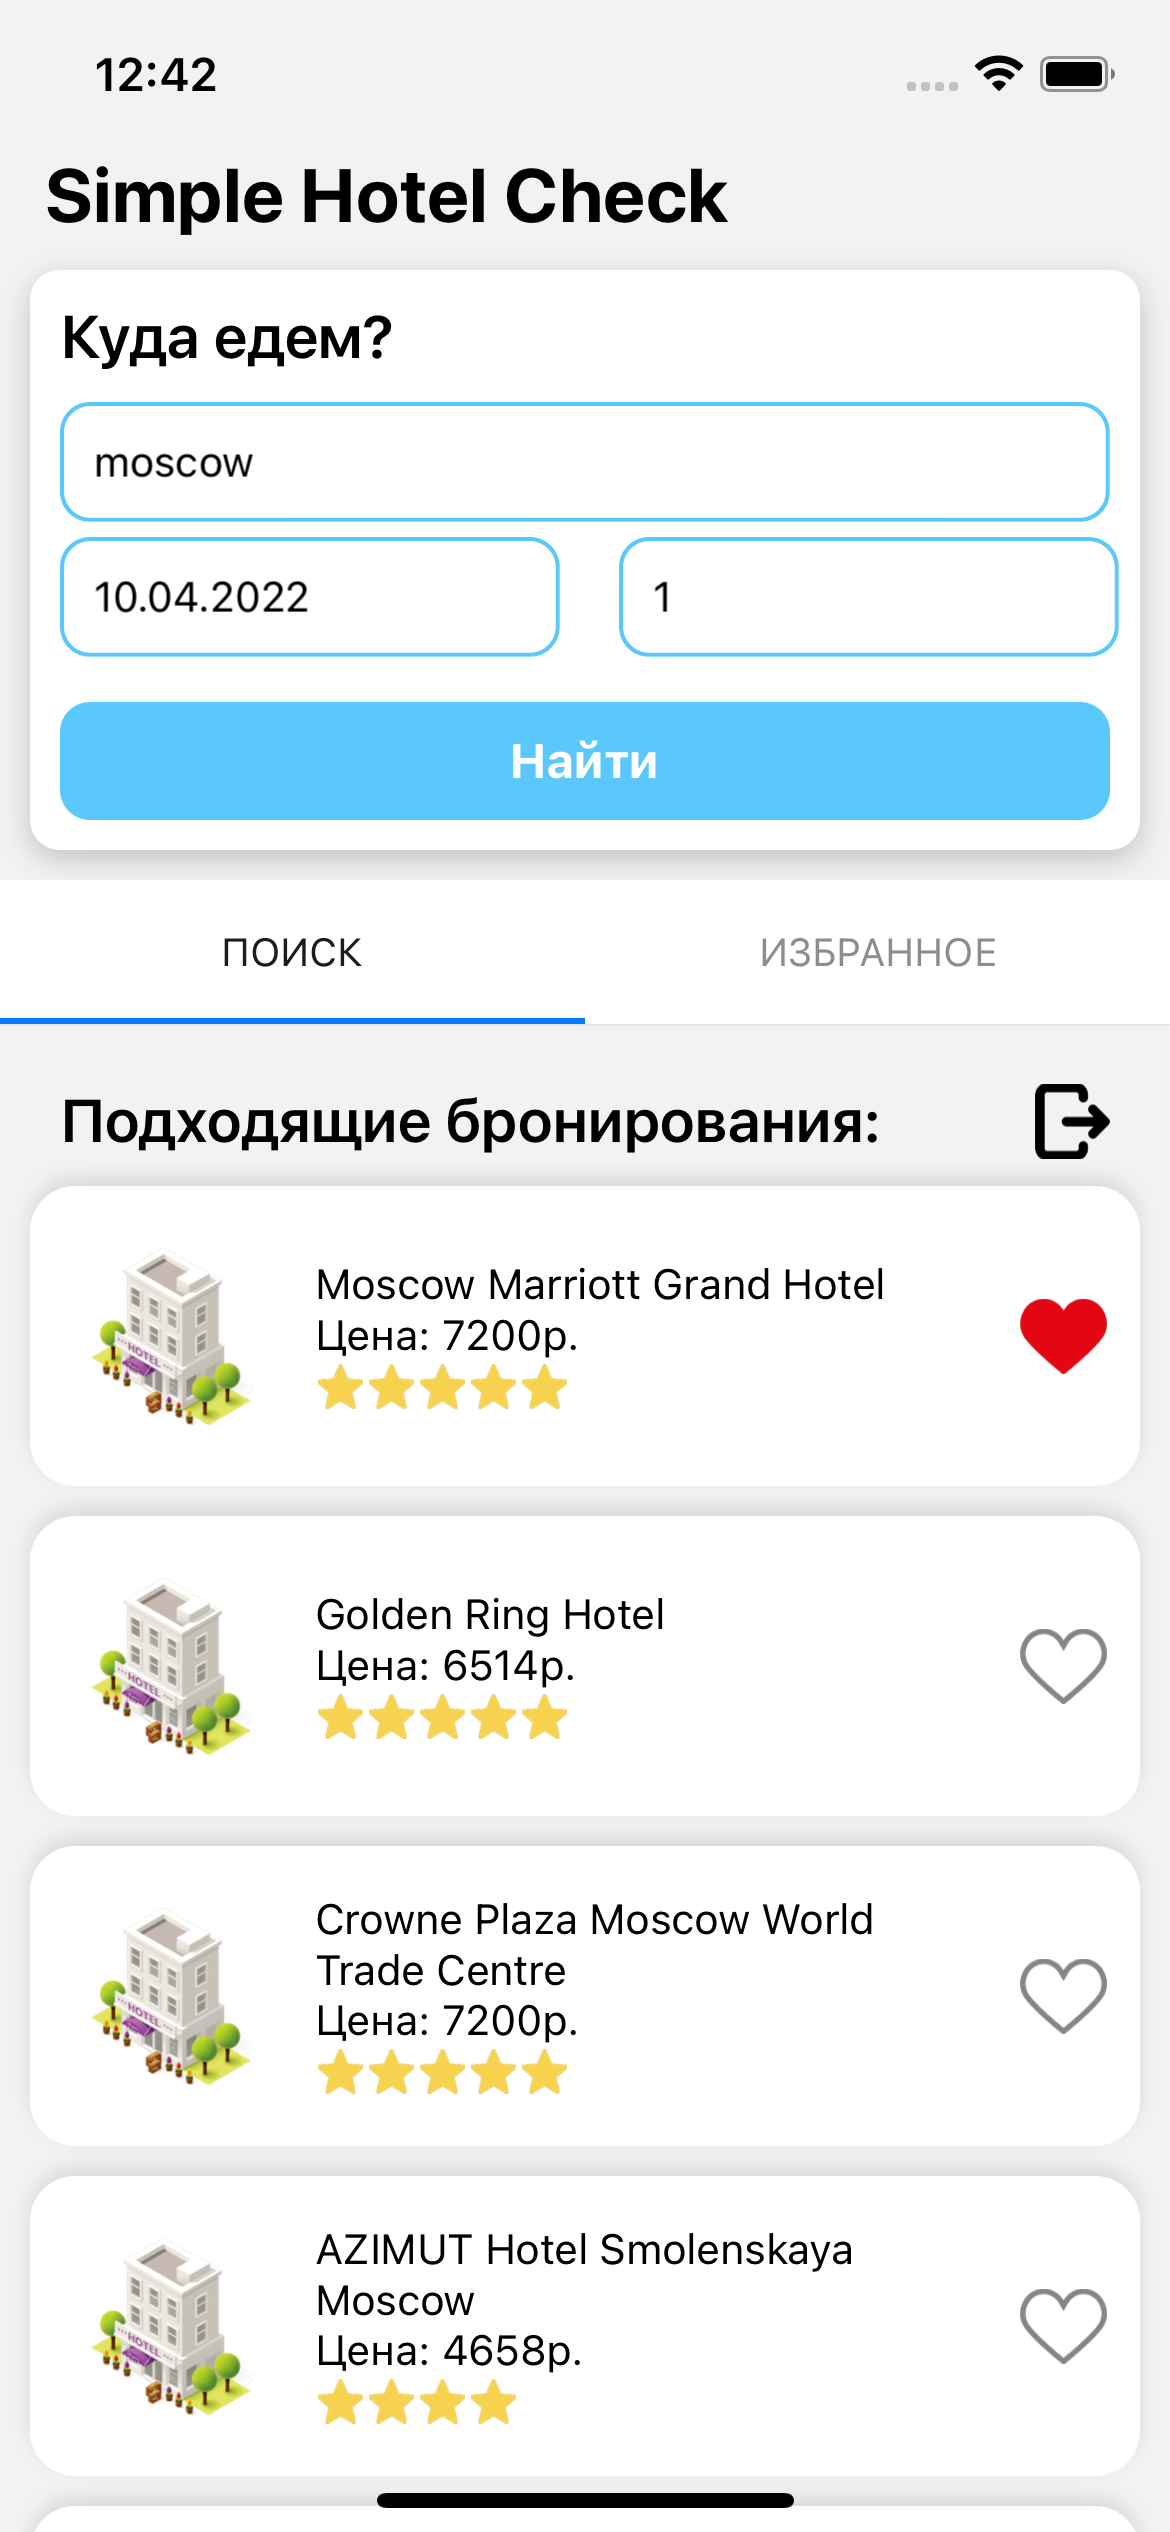 12:42
Simple Hotel Check
Куда едем?
moscow
10.04.2022
1
Найти
ПОИСК
ИЗБРАННОЕ
Подходящие бронирования:
HOTEL
Moscow Marriott Grand Hotel
Цена: 7200р.
HOTEL
Golden Ring Hotel
Цена: 6514р.
HOTEL
Crowne Plaza Moscow World
Trade Centre
Цена: 7200р.
HOTEL
AZIMUT Hotel Smolenskaya
Moscow
Цена: 4658р.